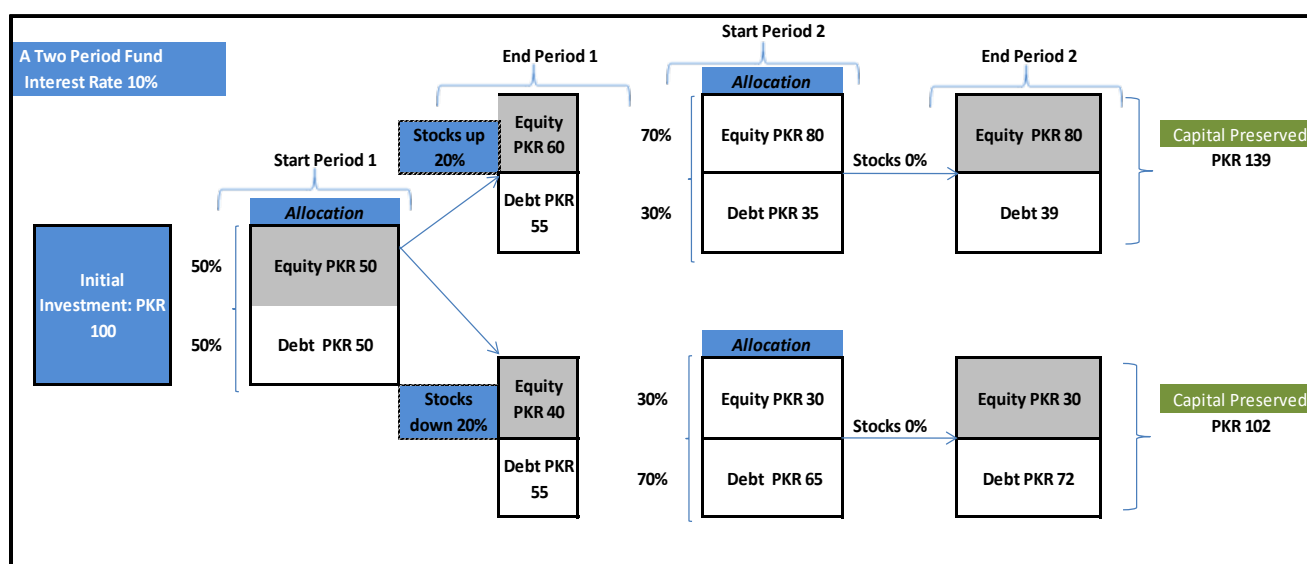 A Two Period Fund
Interest Rate 10%
Start Period 2
End Period 1
End Period 2
Allocation
Stocks up
20%
Equity
PKR 60
70%
Equity PKR 80
Stocks 0%
Equity PKR 80
Capital Preserved
PKR 139
Start Period 1
Debt PKR
55
30%
Debt PKR 35
Debt 39
Allocation
Initial
Investment: PKR
100
50%
Equity PKR 50
50%
Debt PKR 50
Allocation
Stocks
down 20%
Equity
PKR 40
30%
Equity PKR 30
Stocks 0%
Equity PKR 30
Capital Preserved
PKR 102
Debt PKR
55
70%
Debt PKR 65
Debt PKR 72